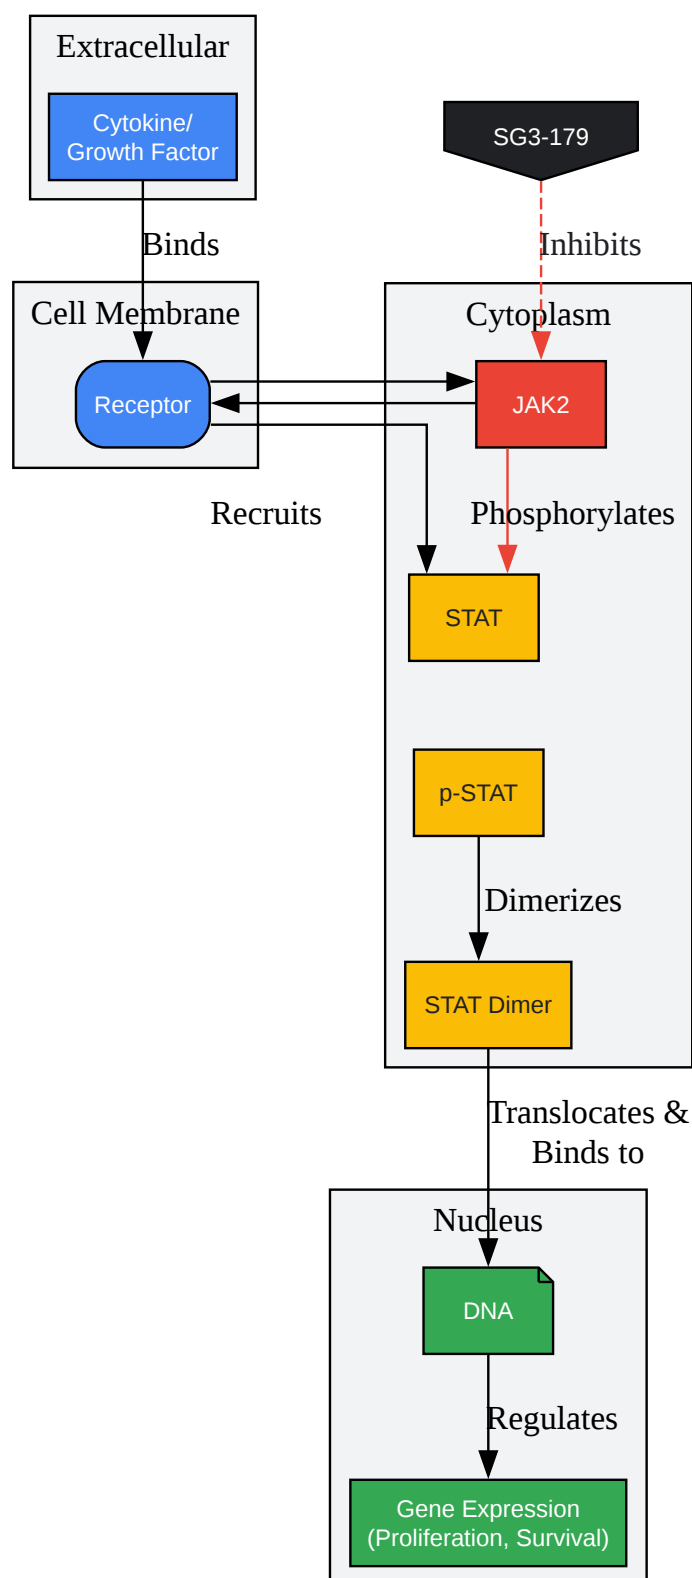 Extracellular
Cytokine/
Growth Factor
SG3-179
Binds
Inhibits
Cell Membrane
Cytoplasm
Receptor
JAK2
Recruits
Phosphorylates
STAT
p-STAT
Dimerizes
STAT Dimer
Translocates &
Binds to
Nucleus
DNA
Regulates
Gene Expression
(Proliferation, Survival)